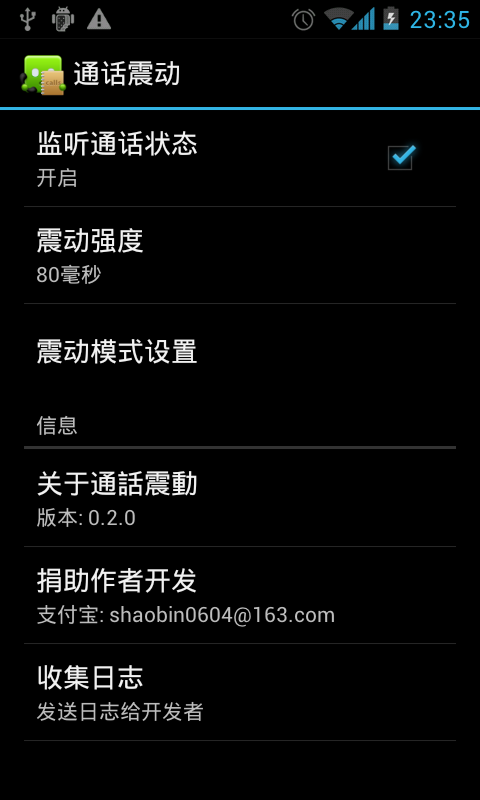 23:35
通话震动
监听通话状态
开启
震动强度
80毫秒
震动模式设置
信息
关于通話震動
版本: 0.2.0
捐助作者开发
支付宝: shaobin0604@163.com
收集日志
发送日志给开发者